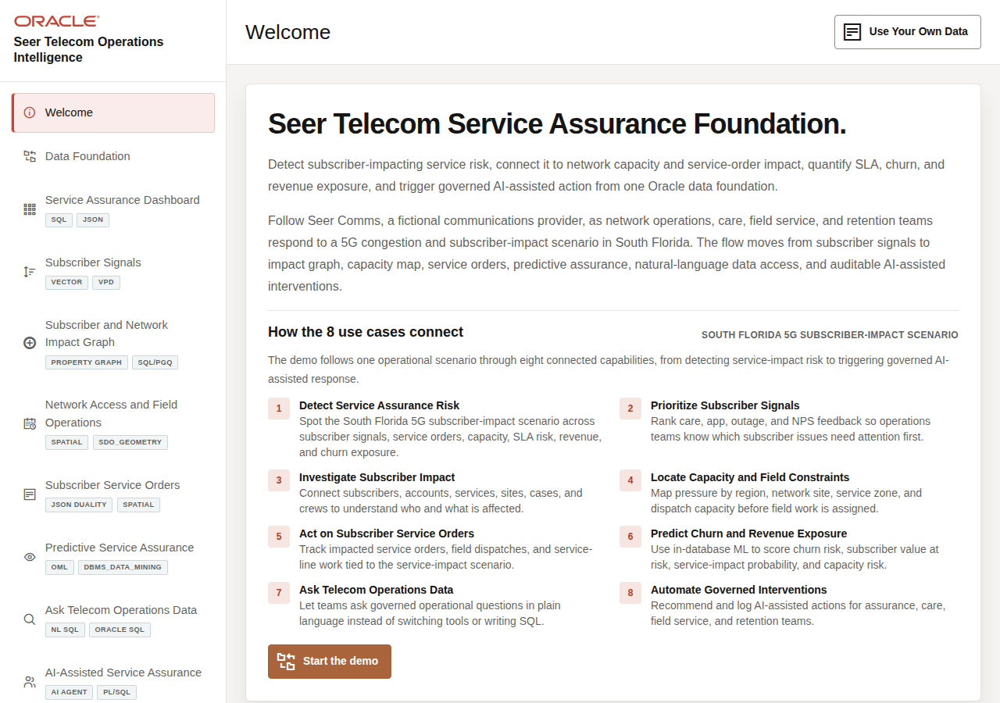 ORACLE
Seer Telecom Operations
Intelligence
Welcome
Data Foundation
Service Assurance Dashboard
SQL JSON
Subscriber Signals
VECTOR VPD
Subscriber and Network
Impact Graph
PROPERTY GRAPH SQL/PGQ
Network Access and Field
Operations
SPATIAL SDO_GEOMETRY
Subscriber Service Orders
JSON DUALITY SPATIAL
Predictive Service Assurance
OML DBMS_DATA_MINING
Ask Telecom Operations Data
NL SQL ORACLE SQL
AI-Assisted Service Assurance
AI AGENT PL/SQL
Welcome
Use Your Own Data
Seer Telecom Service Assurance Foundation.
Detect subscriber-impacting service risk, connect it to network capacity and service-order impact, quantify SLA, churn, and
revenue exposure, and trigger governed AI-assisted action from one Oracle data foundation.
Follow Seer Comms, a fictional communications provider, as network operations, care, field service, and retention teams
respond to a 5G congestion and subscriber-impact scenario in South Florida. The flow moves from subscriber signals to
impact graph, capacity map, service orders, predictive assurance, natural-language data access, and auditable AI-assisted
interventions.
How the 8 use cases connect
SOUTH FLORIDA 5G SUBSCRIBER-IMPACT SCENARIO
The demo follows one operational scenario through eight connected capabilities, from detecting service-impact risk to triggering governed AI-
assisted response.
1 Detect Service Assurance Risk
Spot the South Florida 5G subscriber-impact scenario across
subscriber signals, service orders, capacity, SLA risk, revenue,
and churn exposure.
2 Prioritize Subscriber Signals
Rank care, app, outage, and NPS feedback so operations
teams know which subscriber issues need attention first.
3 Investigate Subscriber Impact
Connect subscribers, accounts, services, sites, cases, and
crews to understand who and what is affected.
4 Locate Capacity and Field Constraints
Map pressure by region, network site, service zone, and
dispatch capacity before field work is assigned.
5 Act on Subscriber Service Orders
Track impacted service orders, field dispatches, and service-
line work tied to the service-impact scenario.
6 Predict Churn and Revenue Exposure
Use in-database ML to score churn risk, subscriber value at
risk, service-impact probability, and capacity risk.
7 Ask Telecom Operations Data
Let teams ask governed operational questions in plain
language instead of switching tools or writing SQL.
8 Automate Governed Interventions
Recommend and log AI-assisted actions for assurance, care,
field service, and retention teams.
Start the demo